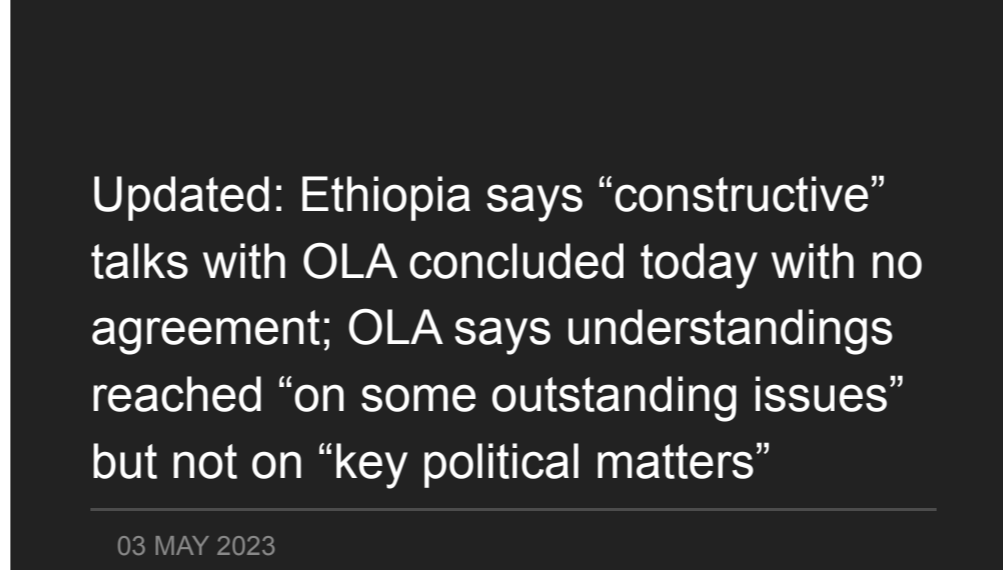 Updated: Ethiopia says “constructive”
talks with OLA concluded today with no
agreement; OLA says understandings
reached “on some outstanding issues”
but not on “key political matters”
03 MAY 2023